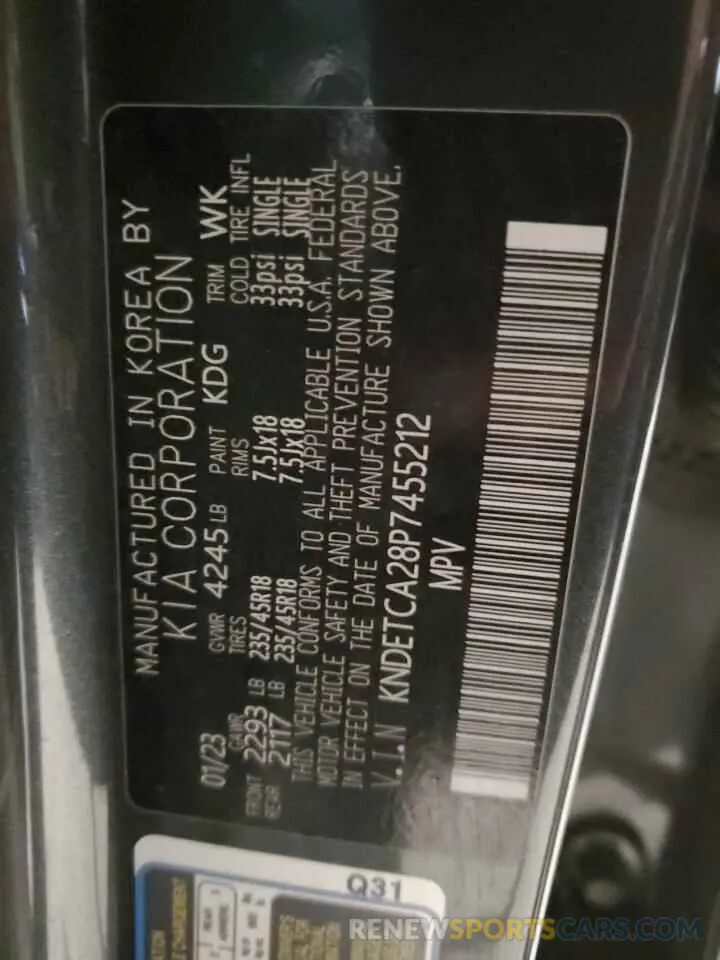 MANUFACTURED IN KOREA BY
KIA CORPORATION
01/23 GVWR 4245 LB PAINT KDG TRIM WK
GAWR TIRES RIMS COLD TIRE INFL
FRONT 2293 LB 235/45R18 7.5Jx18 33psi SINGLE
REAR 2117 LB 235/45R18 7.5Jx18 33psi SINGLE
THIS VEHICLE CONFORMS TO ALL APPLICABLE U.S.A. FEDERAL
MOTOR VEHICLE SAFETY AND THEFT PREVENTION STANDARDS
IN EFFECT ON THE DATE OF MANUFACTURE SHOWN ABOVE.
V.I.N KNDETCA28P7455212
MPV
Q31
RENEWSPORTSCARS.COM